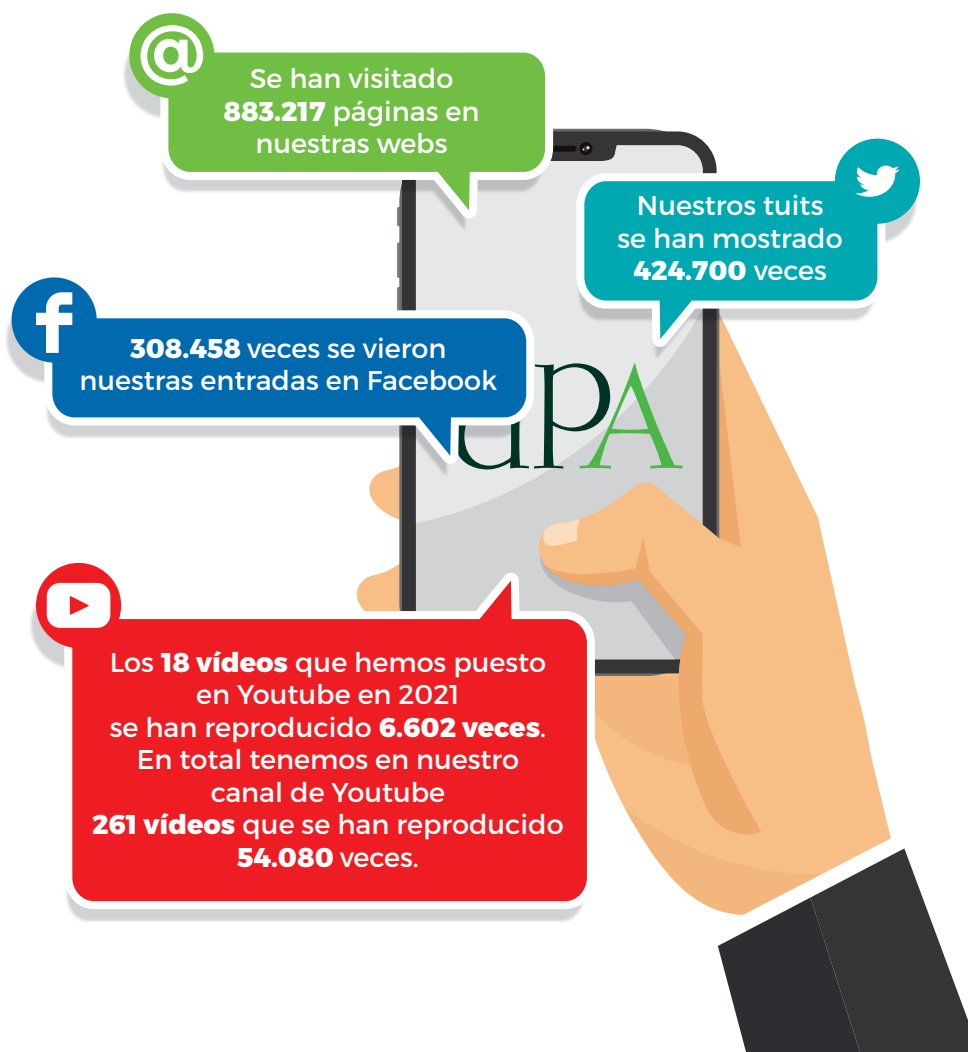 @
Se han visitado
883.217 páginas en
nuestras webs
Nuestros tuits
se han mostrado
424.700 veces
f
308.458 veces se vieron
nuestras entradas en Facebook
UPA
Los 18 vídeos que hemos puesto
en Youtube en 2021
se han reproducido 6.602 veces.
En total tenemos en nuestro
canal de Youtube
261 vídeos que se han reproducido
54.080 veces.